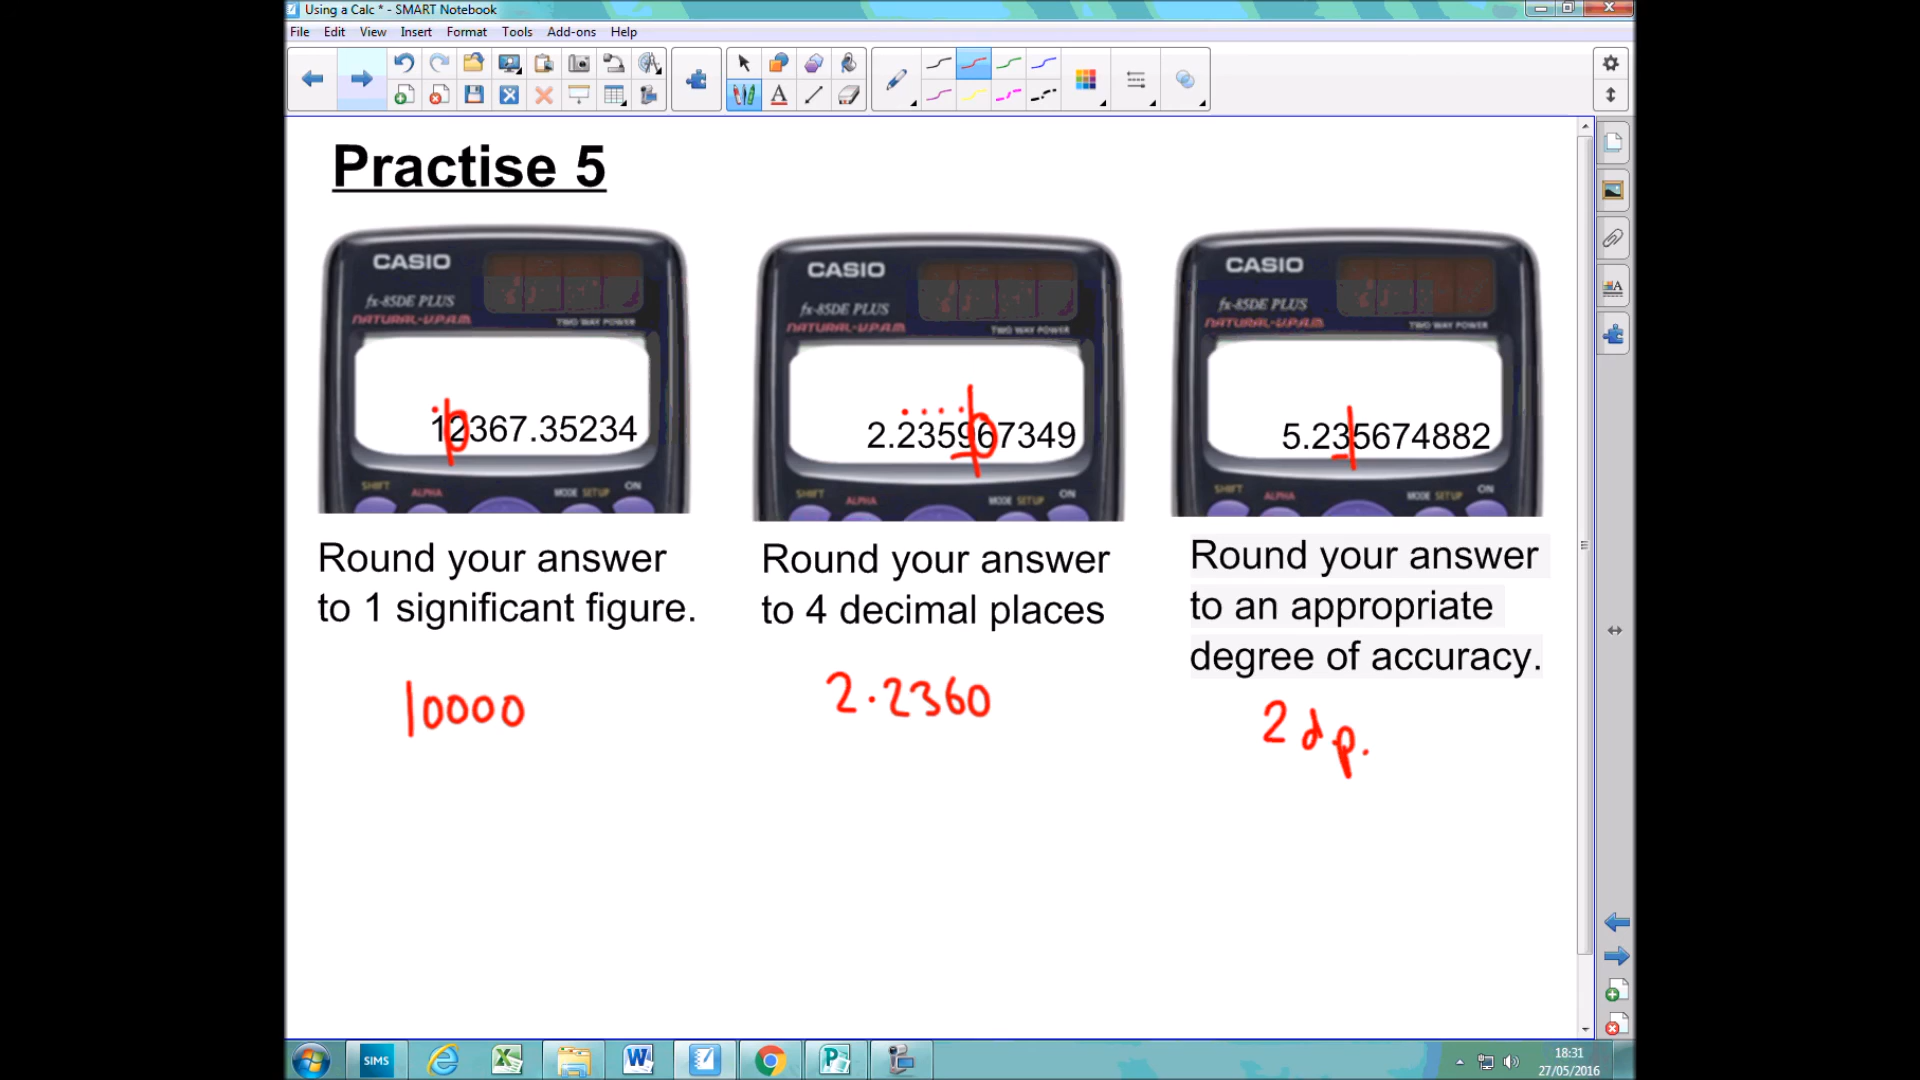 Using a Calc * - SMART Notebook
File Edit View Insert Format Tools Add-ons Help
Practise 5
CASIO
fx-85DE PLUS
NATURAL-V.P.A.M
TWO WAY POWER
12367.35234
SHIFT ALPHA MODE SETUP ON
Round your answer
to 1 significant figure.
10000
CASIO
fx-85DE PLUS
NATURAL-V.P.A.M
TWO WAY POWER
2.235967349
SHIFT ALPHA MODE SETUP ON
Round your answer
to 4 decimal places
2.2360
CASIO
fx-85DE PLUS
NATURAL-V.P.A.M
TWO WAY POWER
5.235674882
SHIFT ALPHA MODE SETUP ON
Round your answer
to an appropriate
degree of accuracy.
2 dp.
SIMS
18:31
27/05/2016